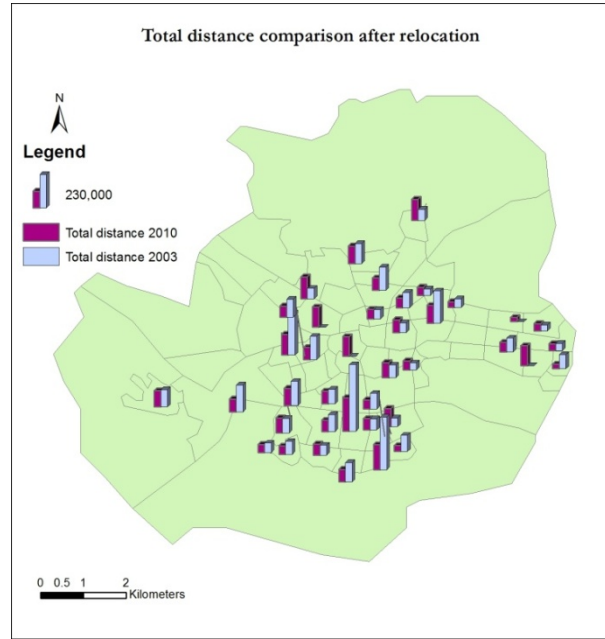 Total distance comparison after relocation
N
Legend
230,000
Total distance 2010
Total distance 2003
0 0.5 1 2
Kilometers